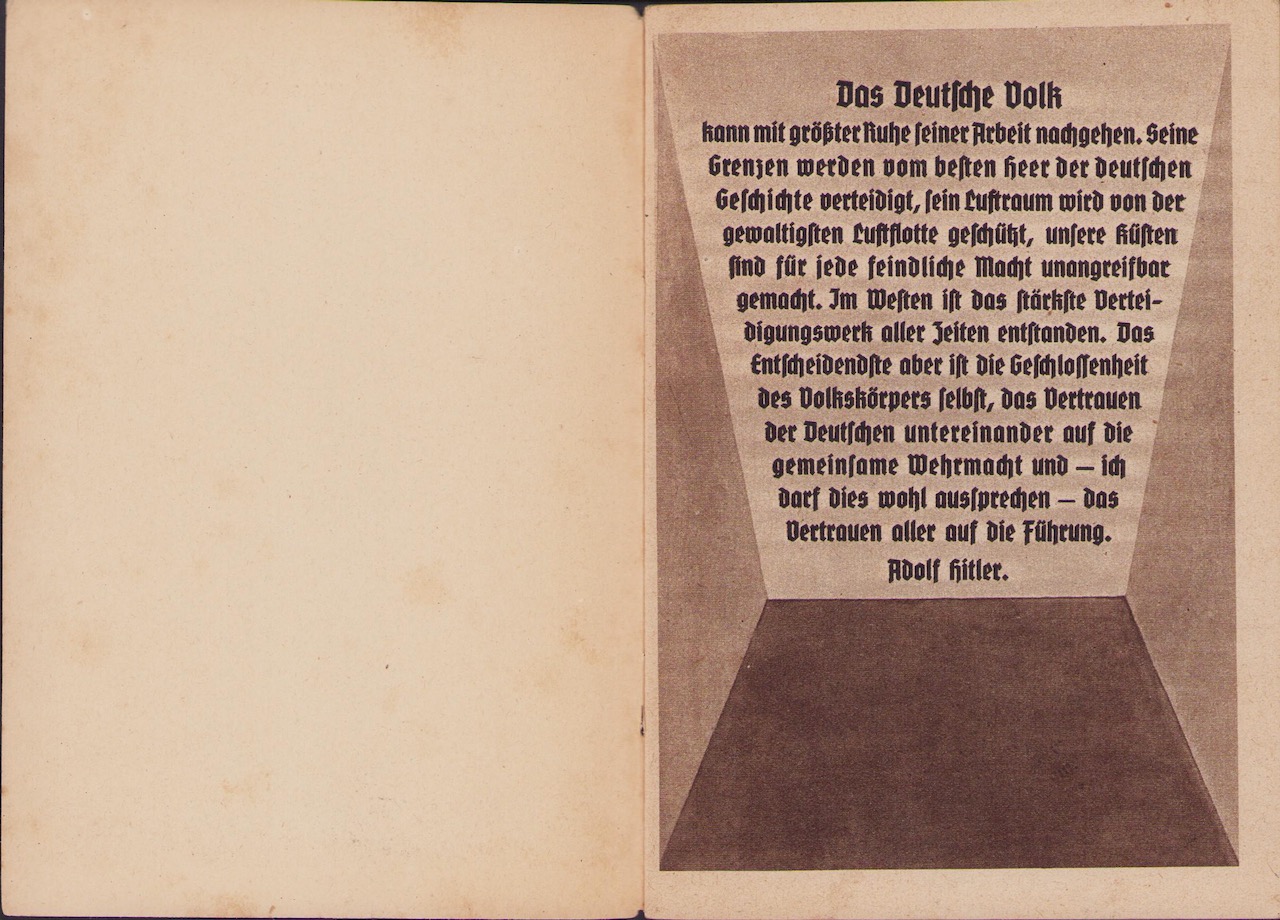 Das Deutsche Volk
kann mit größter Ruhe seiner Arbeit nachgehen. Seine
Grenzen werden vom besten Heer der deutschen
Geschichte verteidigt, sein Luftraum wird von der
gewaltigsten Luftflotte geschützt, unsere Küsten
sind für jede feindliche Macht unangreifbar
gemacht. Im Westen ist das stärkste Vertei-
digungswerk aller Zeiten entstanden. Das
Entscheidendste aber ist die Geschlossenheit
des Volkskörpers selbst, das Vertrauen
der Deutschen untereinander auf die
gemeinsame Wehrmacht und — ich
darf dies wohl aussprechen — das
Vertrauen aller auf die Führung.
Adolf Hitler.